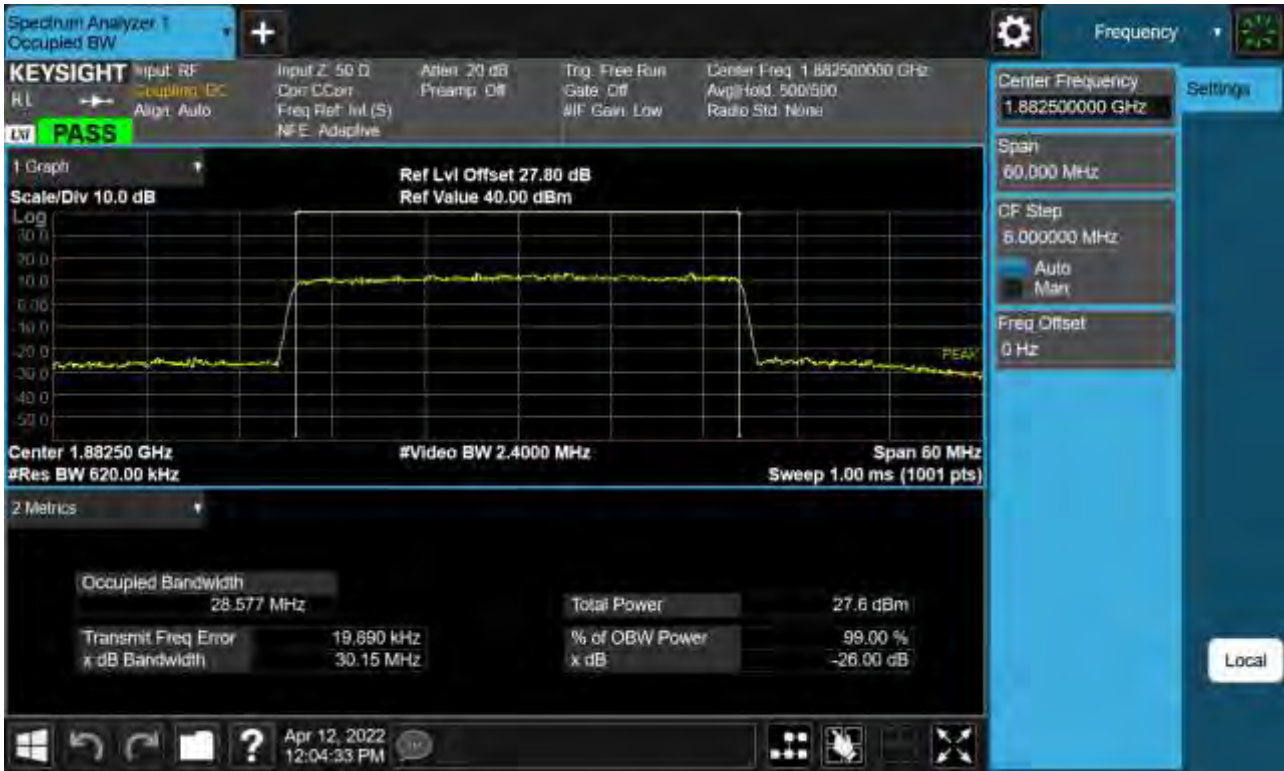 Spectrum Analyzer 1
Occupied BW
+
Frequency
KEYSIGHT Input: RF
RL
Coupling: DC
Align: Auto
LXI PASS
Input Z: 50 Ω
Corr CCorr
Freq Ref: Int (S)
NFE: Adaptive
Atten: 20 dB
Preamp: Off
Trig: Free Run
Gate: Off
#IF Gain: Low
Center Freq: 1.882500000 GHz
Avg|Hold: 500/500
Radio Std: None
Center Frequency
1.882500000 GHz
Settings
Span
60.000 MHz
CF Step
6.000000 MHz
Auto
Man
Freq Offset
0 Hz
1 Graph
Scale/Div 10.0 dB
Ref Lvl Offset 27.80 dB
Ref Value 40.00 dBm
Log
30.0
20.0
10.0
0.00
-10.0
-20.0
-30.0
-40.0
-50.0
PEAK
Center 1.88250 GHz
#Video BW 2.4000 MHz
Span 60 MHz
#Res BW 620.00 kHz
Sweep 1.00 ms (1001 pts)
2 Metrics
Occupied Bandwidth
28.577 MHz
Total Power 27.6 dBm
Transmit Freq Error 19.890 kHz
% of OBW Power 99.00 %
x dB Bandwidth 30.15 MHz
x dB -26.00 dB
Local
?
Apr 12, 2022
12:04:33 PM